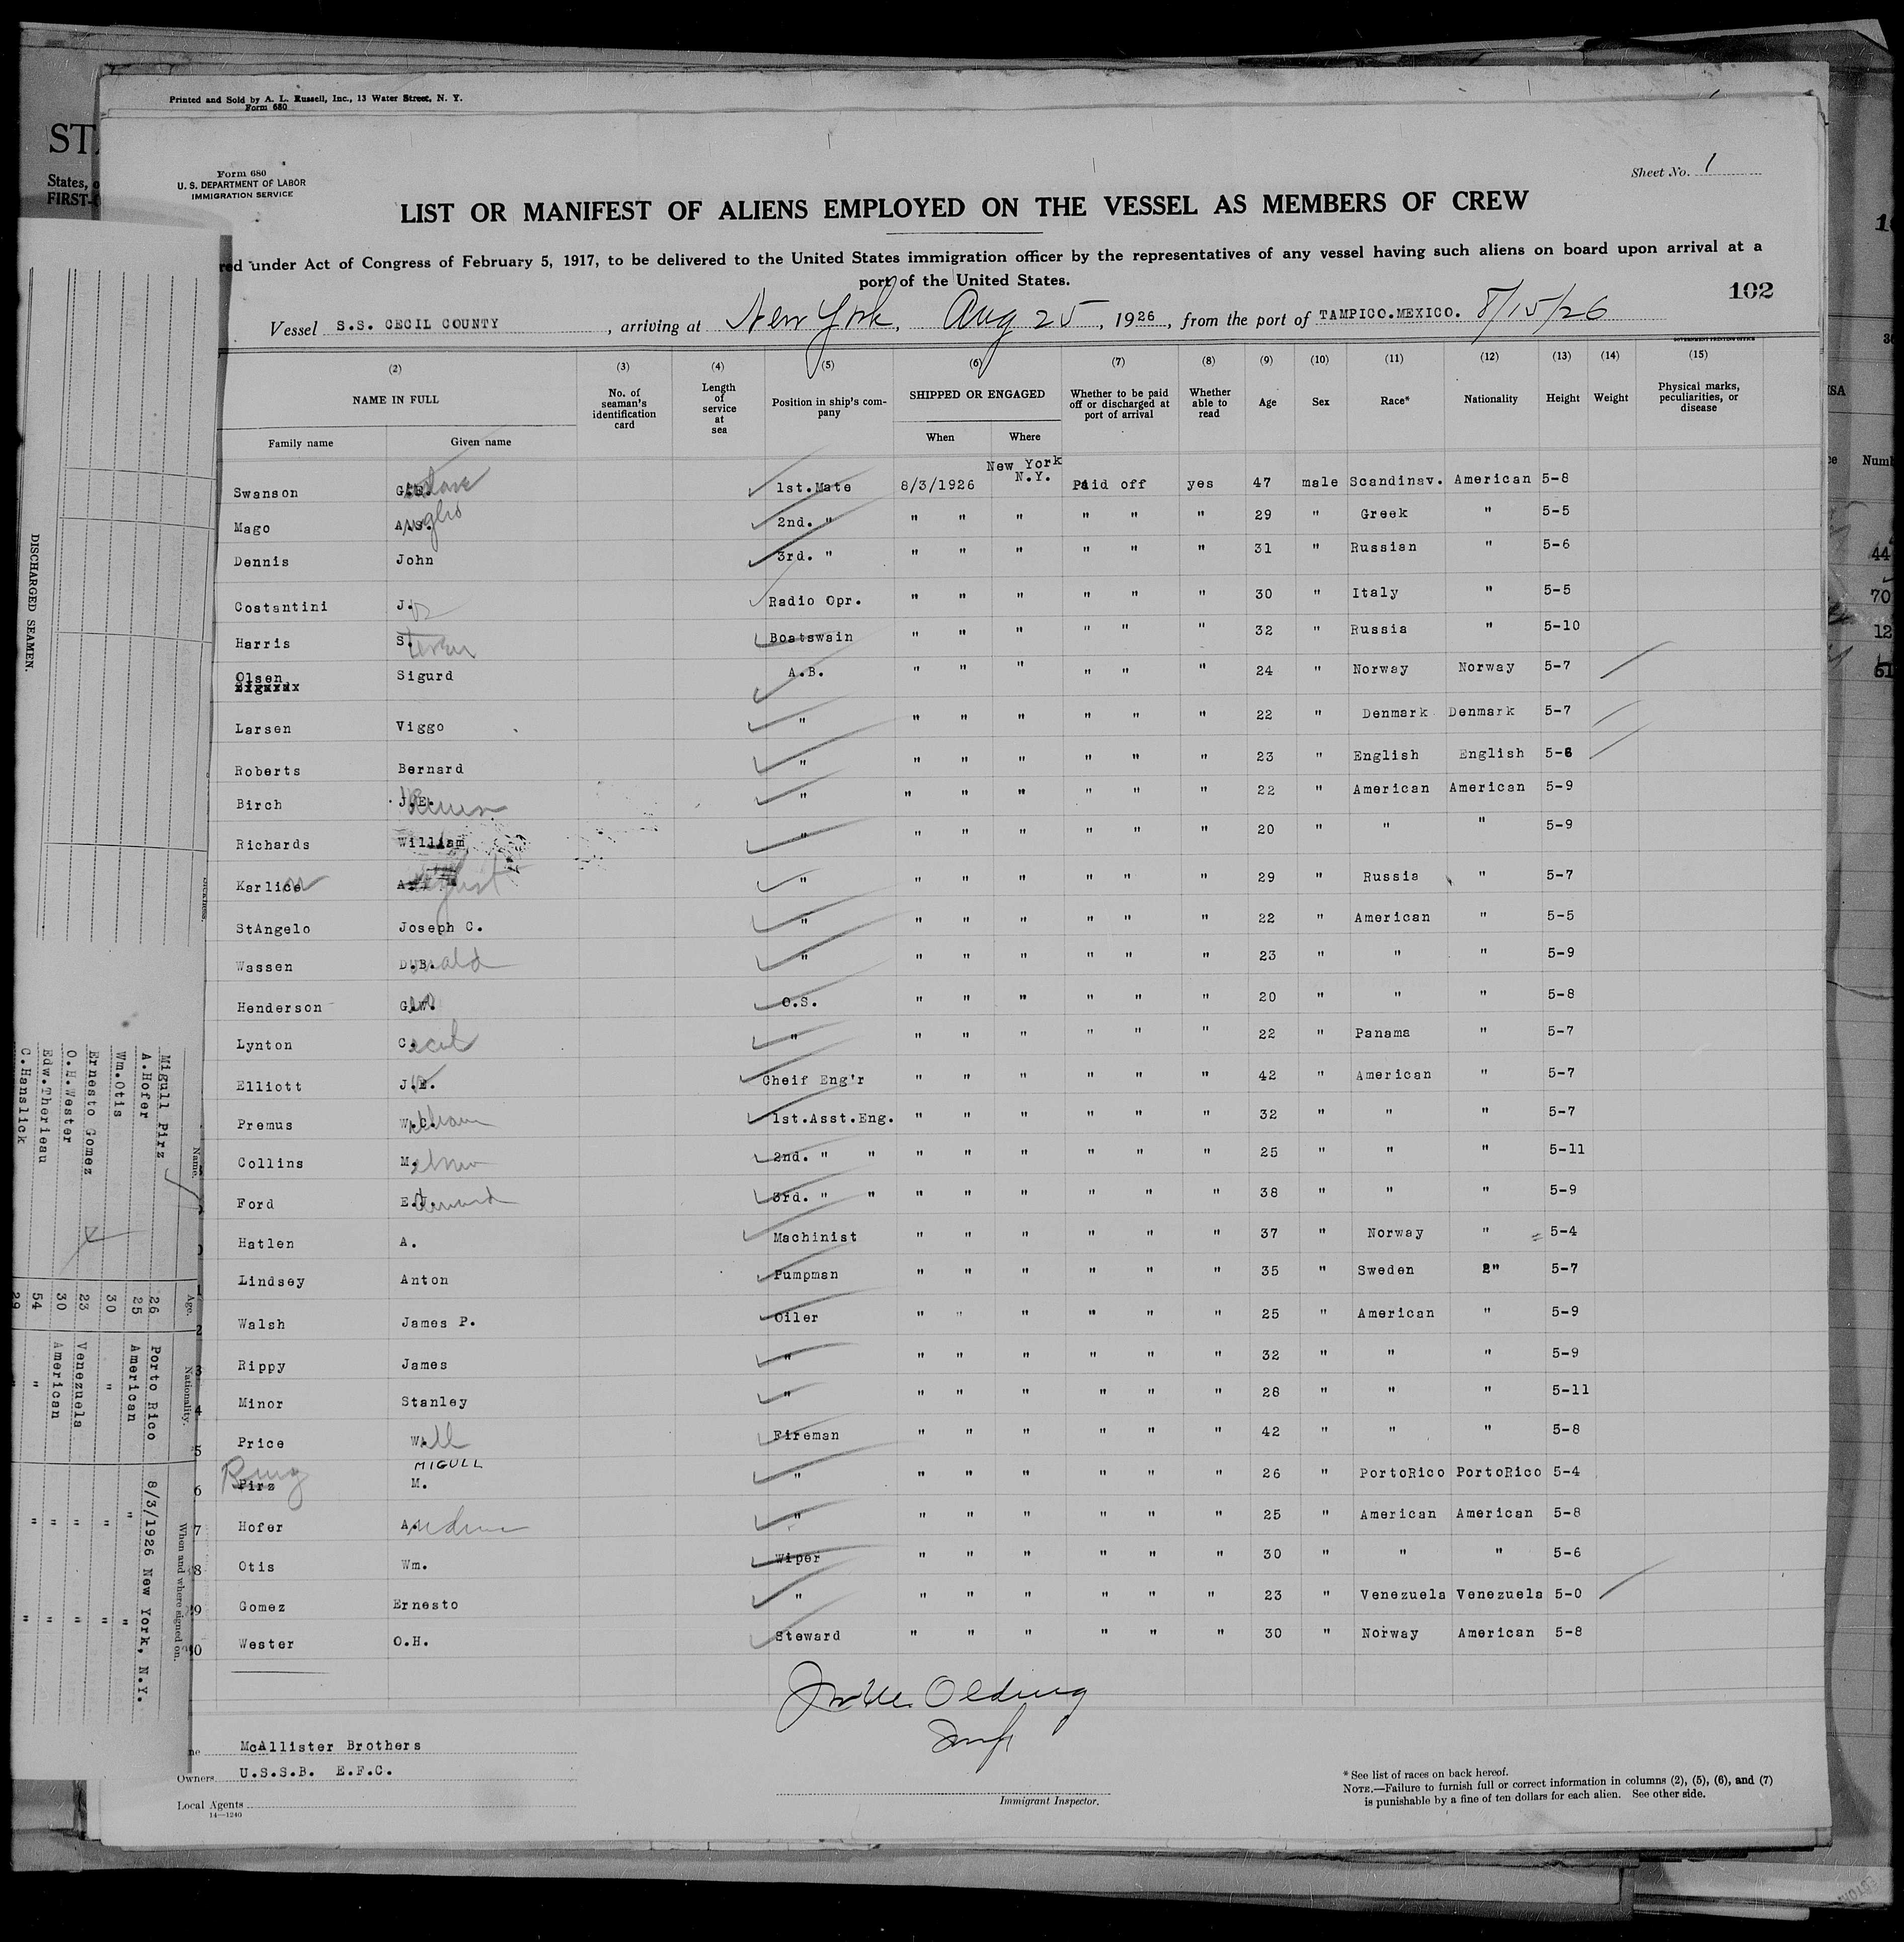 Printed and Sold by A. L. Russell, Inc., 13 Water Street, N. Y.
Form 680
Form 680
U. S. DEPARTMENT OF LABOR
IMMIGRATION SERVICE
Sheet No. 1
LIST OR MANIFEST OF ALIENS EMPLOYED ON THE VESSEL AS MEMBERS OF CREW
red under Act of Congress of February 5, 1917, to be delivered to the United States immigration officer by the representatives of any vessel having such aliens on board upon arrival at a
port of the United States.
102
Vessel S.S. CECIL COUNTY, arriving at New York, Aug 25, 1926, from the port of TAMPICO.MEXICO. 8/15/26
(2) (3) (4) (5) (6) (7) (8) (9) (10) (11) (12) (13) (14) (15)
NAME IN FULL No. of seaman's identification card Length of service at sea Position in ship's company SHIPPED OR ENGAGED Whether to be paid off or discharged at port of arrival Whether able to read Age Sex Race* Nationality Height Weight Physical marks, peculiarities, or disease
Family name Given name When Where
Swanson G. 1st.Mate 8/3/1926 New York N.Y. Paid off yes 47 male Scandinav. American 5-8
Mago A.S. 2nd. " " " " " " " 29 " Greek " 5-5
Dennis John 3rd. " " " " " " " 31 " Russian " 5-6
Costantini J. Radio Opr. " " " " " " 30 " Italy " 5-5
Harris S. Boatswain " " " " " " 32 " Russia " 5-10
Olsen Sigurd A.B. " " " " " " 24 " Norway Norway 5-7
Larsen Viggo " " " " " " " 22 " Denmark Denmark 5-7
Roberts Bernard " " " " " " " 23 " English English 5-6
Birch J.E. " " " " " " " 22 " American American 5-9
Richards William " " " " " " " 20 " " " 5-9
Karlice August " " " " " " " 29 " Russia " 5-7
StAngelo Joseph C. " " " " " " " 22 " American " 5-5
Wassen D.B. " " " " " " " 23 " " " 5-9
Henderson G.W. O.S. " " " " " " 20 " " " 5-8
Lynton Cecil " " " " " " " 22 " Panama " 5-7
Elliott J.E. Cheif Eng'r " " " " " " 42 " American " 5-7
Premus W.C. 1st.Asst.Eng. " " " " " " 32 " " " 5-7
Collins M. 2nd. " " " " " " " " 25 " " " 5-11
Ford E.J. 3rd. " " " " " " " " 38 " " " 5-9
Hatlen A. Machinist " " " " " " 37 " Norway " 5-4
Lindsey Anton Pumpman " " " " " " 35 " Sweden " 5-7
Walsh James P. Oiler " " " " " " 25 " American " 5-9
Rippy James " " " " " " " 32 " " " 5-9
Minor Stanley " " " " " " " 28 " " " 5-11
Price Will Fireman " " " " " " 42 " " " 5-8
Pirz MIGULL M. " " " " " " " 26 " PortoRico PortoRico 5-4
Hofer A. " " " " " " " 25 " American American 5-8
Otis Wm. Wiper " " " " " " 30 " " " 5-6
Gomez Ernesto " " " " " " " 23 " Venezuela Venezuela 5-0
Wester O.H. Steward " " " " " " 30 " Norway American 5-8
McAllister Brothers
Owners U.S.S.B. E.F.C.
Local Agents
14—1240
Immigrant Inspector.
* See list of races on back hereof.
NOTE.—Failure to furnish full or correct information in columns (2), (5), (6), and (7)
is punishable by a fine of ten dollars for each alien. See other side.
DISCHARGED SEAMEN.
Name. Age. Nationality. When and where signed on.
Migull Pirz 26 Porto Rico 8/3/1926 New York, N.Y.
A.Hofer 25 American " "
Wm.Otis 30 " " "
Ernesto Gomez 23 Venezuela " "
O.H.Wester 30 American " "
Edw.Therieau 54 " " "
C.Hanslick 29 "